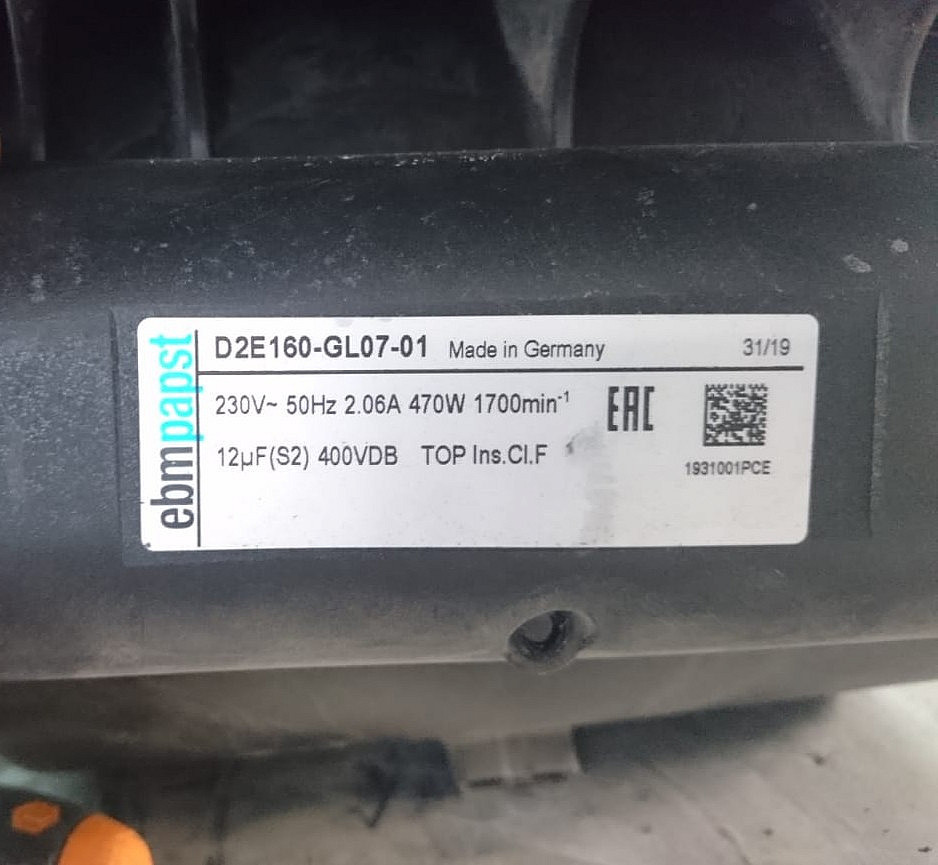 ebmpapst
D2E160-GL07-01 Made in Germany 31/19
230V~ 50Hz 2.06A 470W 1700min⁻¹ EAC
12µF(S2) 400VDB TOP Ins.Cl.F
1931001PCE